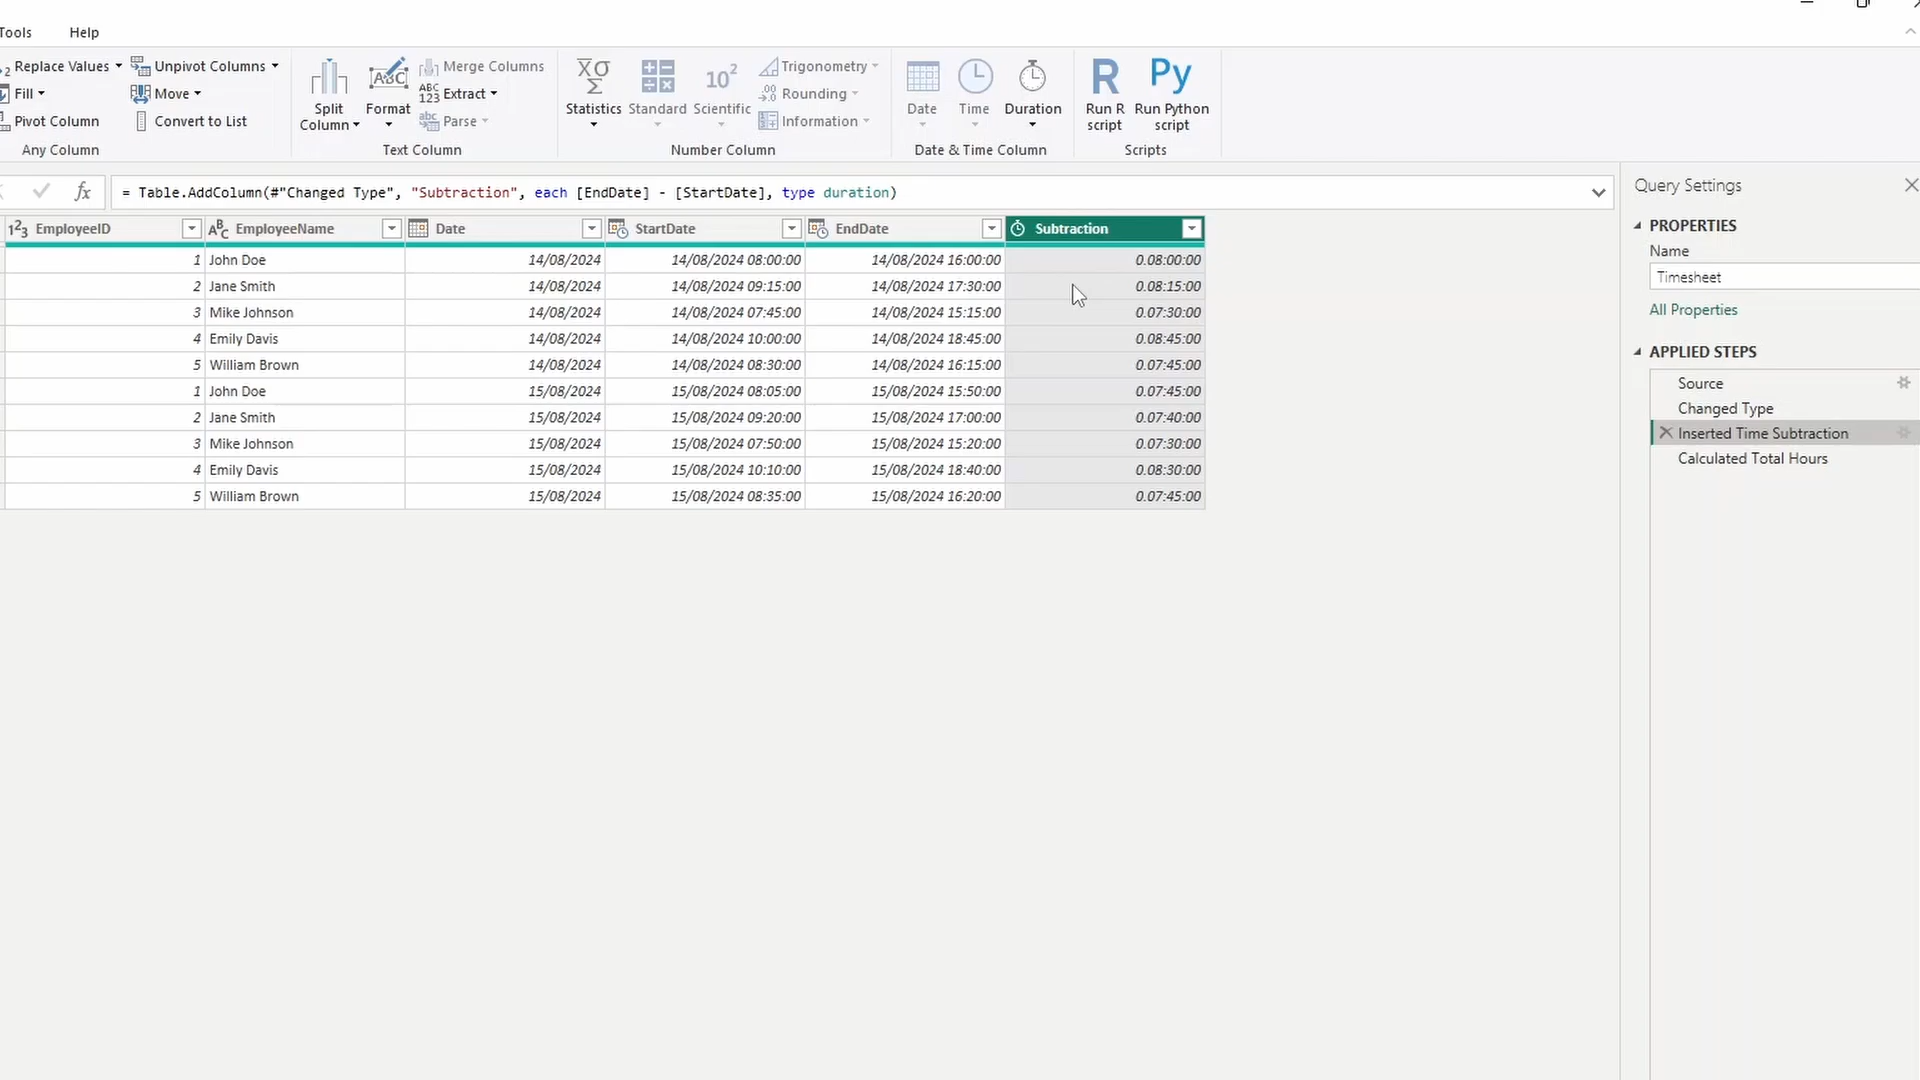 Tools Help
Replace Values Unpivot Columns
Fill Move
Pivot Column Convert to List
Any Column
Split Column
Format
Merge Columns
ABC 123 Extract
abc Parse
Text Column
Statistics
Standard
10² Scientific
Trigonometry
Rounding
Information
Number Column
Date
Time
Duration
Date & Time Column
R Run R script
Py Run Python script
Scripts
fx = Table.AddColumn(#"Changed Type", "Subtraction", each [EndDate] - [StartDate], type duration)
EmployeeID EmployeeName Date StartDate EndDate Subtraction
1 John Doe 14/08/2024 14/08/2024 08:00:00 14/08/2024 16:00:00 0.08:00:00
2 Jane Smith 14/08/2024 14/08/2024 09:15:00 14/08/2024 17:30:00 0.08:15:00
3 Mike Johnson 14/08/2024 14/08/2024 07:45:00 14/08/2024 15:15:00 0.07:30:00
4 Emily Davis 14/08/2024 14/08/2024 10:00:00 14/08/2024 18:45:00 0.08:45:00
5 William Brown 14/08/2024 14/08/2024 08:30:00 14/08/2024 16:15:00 0.07:45:00
1 John Doe 15/08/2024 15/08/2024 08:05:00 15/08/2024 15:50:00 0.07:45:00
2 Jane Smith 15/08/2024 15/08/2024 09:20:00 15/08/2024 17:00:00 0.07:40:00
3 Mike Johnson 15/08/2024 15/08/2024 07:50:00 15/08/2024 15:20:00 0.07:30:00
4 Emily Davis 15/08/2024 15/08/2024 10:10:00 15/08/2024 18:40:00 0.08:30:00
5 William Brown 15/08/2024 15/08/2024 08:35:00 15/08/2024 16:20:00 0.07:45:00
Query Settings
PROPERTIES
Name
Timesheet
All Properties
APPLIED STEPS
Source
Changed Type
Inserted Time Subtraction
Calculated Total Hours